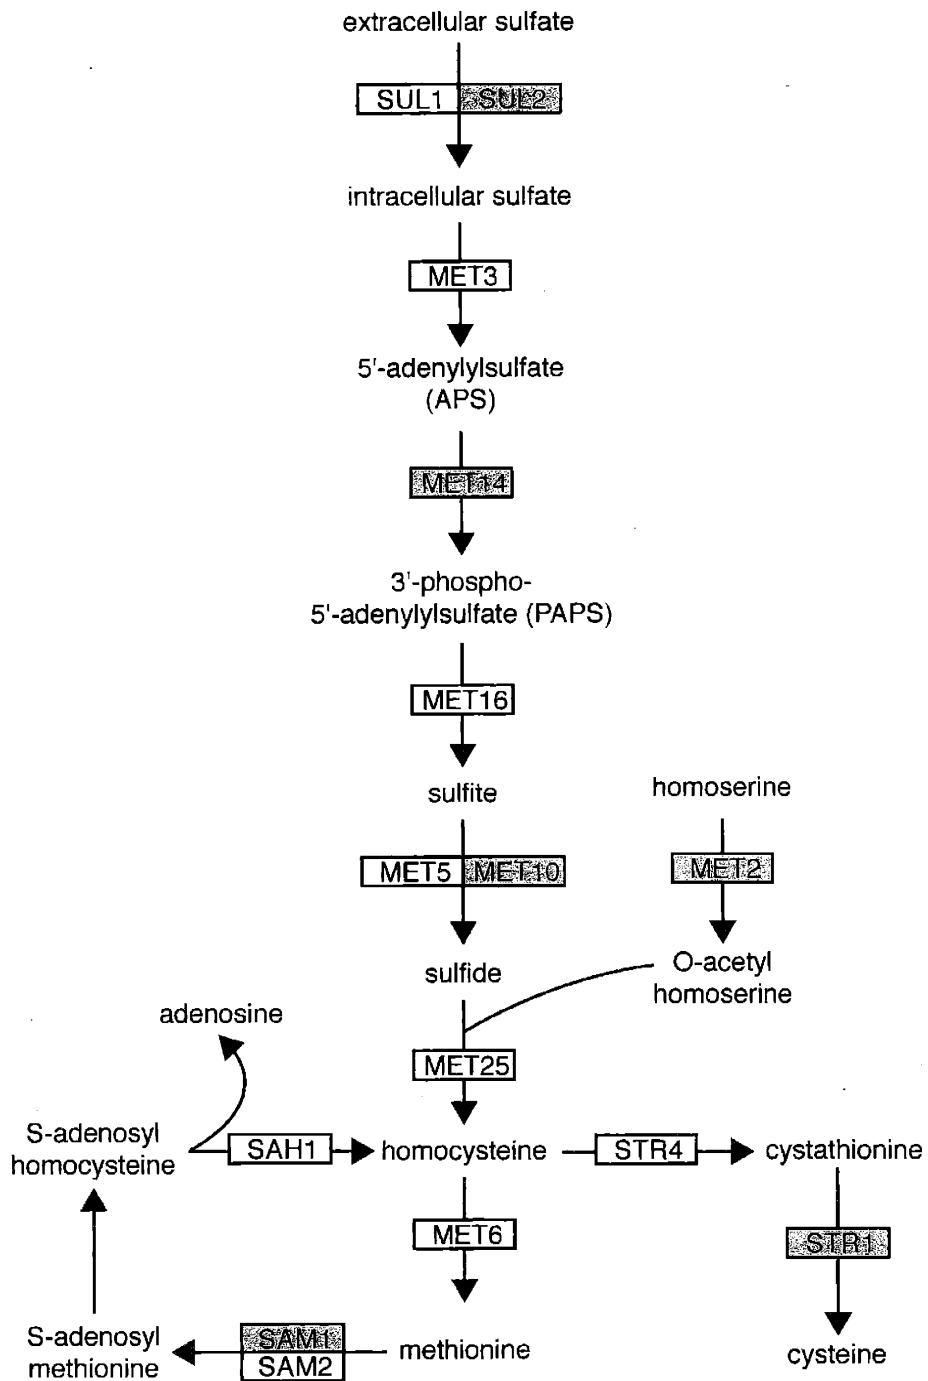 extracellular sulfate
SUL1 SUL2
intracellular sulfate
MET3
5'-adenylylsulfate
(APS)
MET14
3'-phospho-
5'-adenylylsulfate (PAPS)
MET16
sulfite
homoserine
MET5 MET10
MET2
sulfide
O-acetyl
homoserine
adenosine
MET25
S-adenosyl
homocysteine
SAH1
homocysteine
STR4
cystathionine
MET6
STR1
S-adenosyl
methionine
SAM1
SAM2
methionine
cysteine